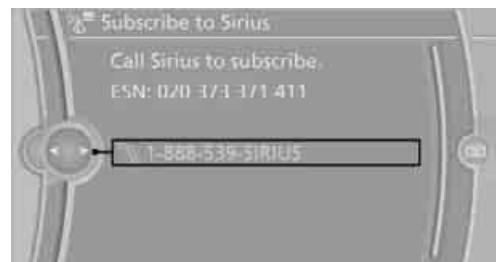 Subscribe to Sirius
Call Sirius to subscribe.
ESN: 020 373 371 411
1-888-539-SIRIUS